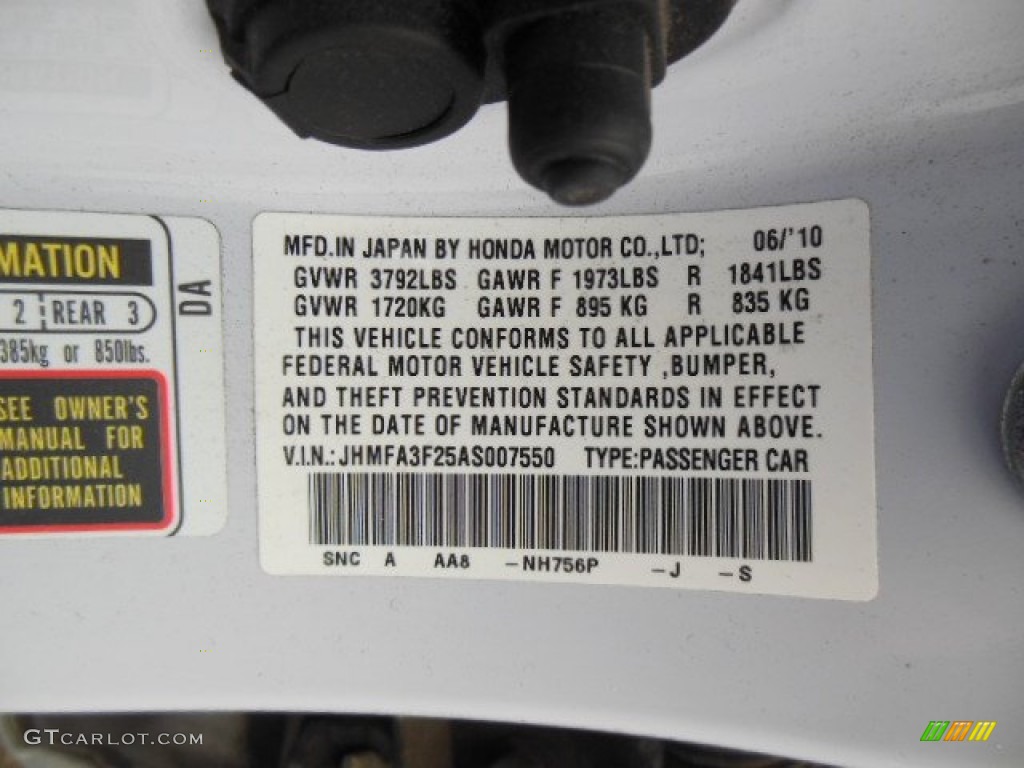 MATION
2 REAR 3
385kg or 850lbs.
SEE OWNER'S
MANUAL FOR
ADDITIONAL
INFORMATION
DA
MFD.IN JAPAN BY HONDA MOTOR CO.,LTD; 06/'10
GVWR 3792LBS GAWR F 1973LBS R 1841LBS
GVWR 1720KG GAWR F 895 KG R 835 KG
THIS VEHICLE CONFORMS TO ALL APPLICABLE
FEDERAL MOTOR VEHICLE SAFETY ,BUMPER,
AND THEFT PREVENTION STANDARDS IN EFFECT
ON THE DATE OF MANUFACTURE SHOWN ABOVE.
V.I.N.: JHMFA3F25AS007550 TYPE:PASSENGER CAR
SNC A AA8 -NH756P -J -S
GTCARLOT.COM